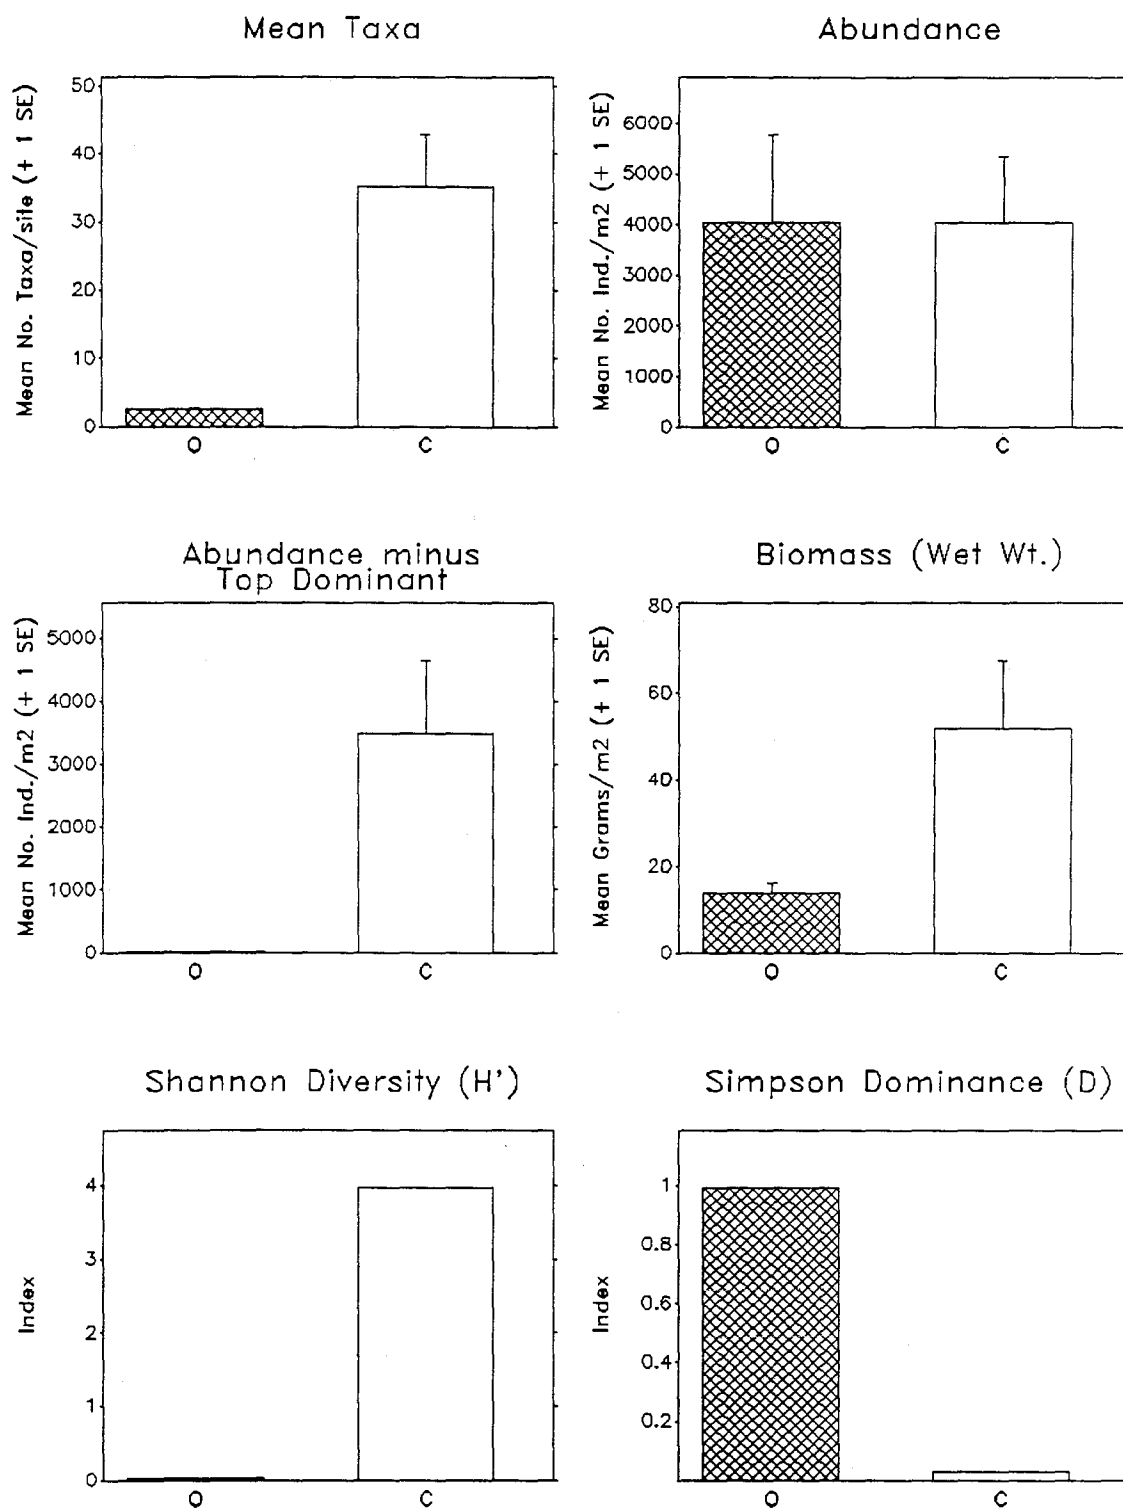 Mean Taxa
Mean No. Taxa/site (+ 1 SE)
50
40
30
20
10
0
O
C
Abundance
Mean No. Ind./m2 (+ 1 SE)
6000
5000
4000
3000
2000
1000
0
O
C
Abundance minus
Top Dominant
Mean No. Ind./m2 (+ 1 SE)
5000
4000
3000
2000
1000
0
O
C
Biomass (Wet Wt.)
Mean Grams/m2 (+ 1 SE)
80
60
40
20
0
O
C
Shannon Diversity (H')
Index
4
3
2
1
0
O
C
Simpson Dominance (D)
Index
1
0.8
0.6
0.4
0.2
O
C